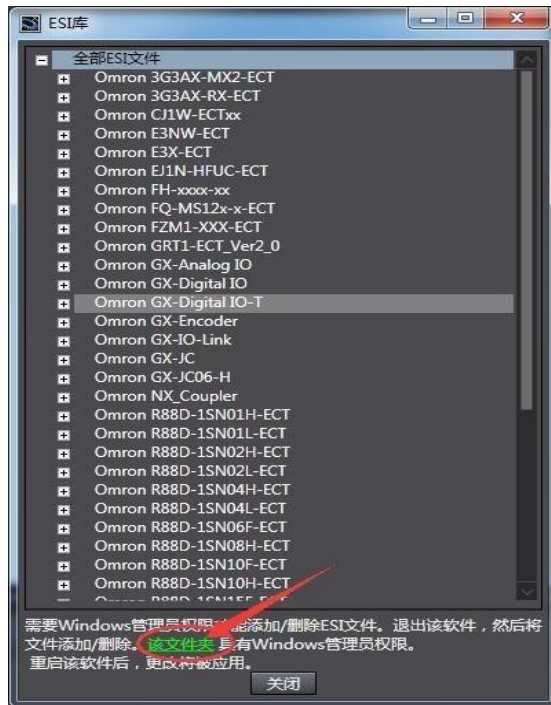 ESI库
全部ESI文件
Omron 3G3AX-MX2-ECT
Omron 3G3AX-RX-ECT
Omron CJ1W-ECTxx
Omron E3NW-ECT
Omron E3X-ECT
Omron EJ1N-HFUC-ECT
Omron FH-xxxx-xx
Omron FQ-MS12x-x-ECT
Omron FZM1-XXX-ECT
Omron GRT1-ECT_Ver2_0
Omron GX-Analog IO
Omron GX-Digital IO
Omron GX-Digital IO-T
Omron GX-Encoder
Omron GX-IO-Link
Omron GX-JC
Omron GX-JC06-H
Omron NX_Coupler
Omron R88D-1SN01H-ECT
Omron R88D-1SN01L-ECT
Omron R88D-1SN02H-ECT
Omron R88D-1SN02L-ECT
Omron R88D-1SN04H-ECT
Omron R88D-1SN04L-ECT
Omron R88D-1SN06F-ECT
Omron R88D-1SN08H-ECT
Omron R88D-1SN10F-ECT
Omron R88D-1SN10H-ECT
需要Windows管理员权限才能添加/删除ESI文件。退出该软件，然后将
文件添加/删除。该文件夹 具有Windows管理员权限。
重启该软件后，更改将被应用。
关闭